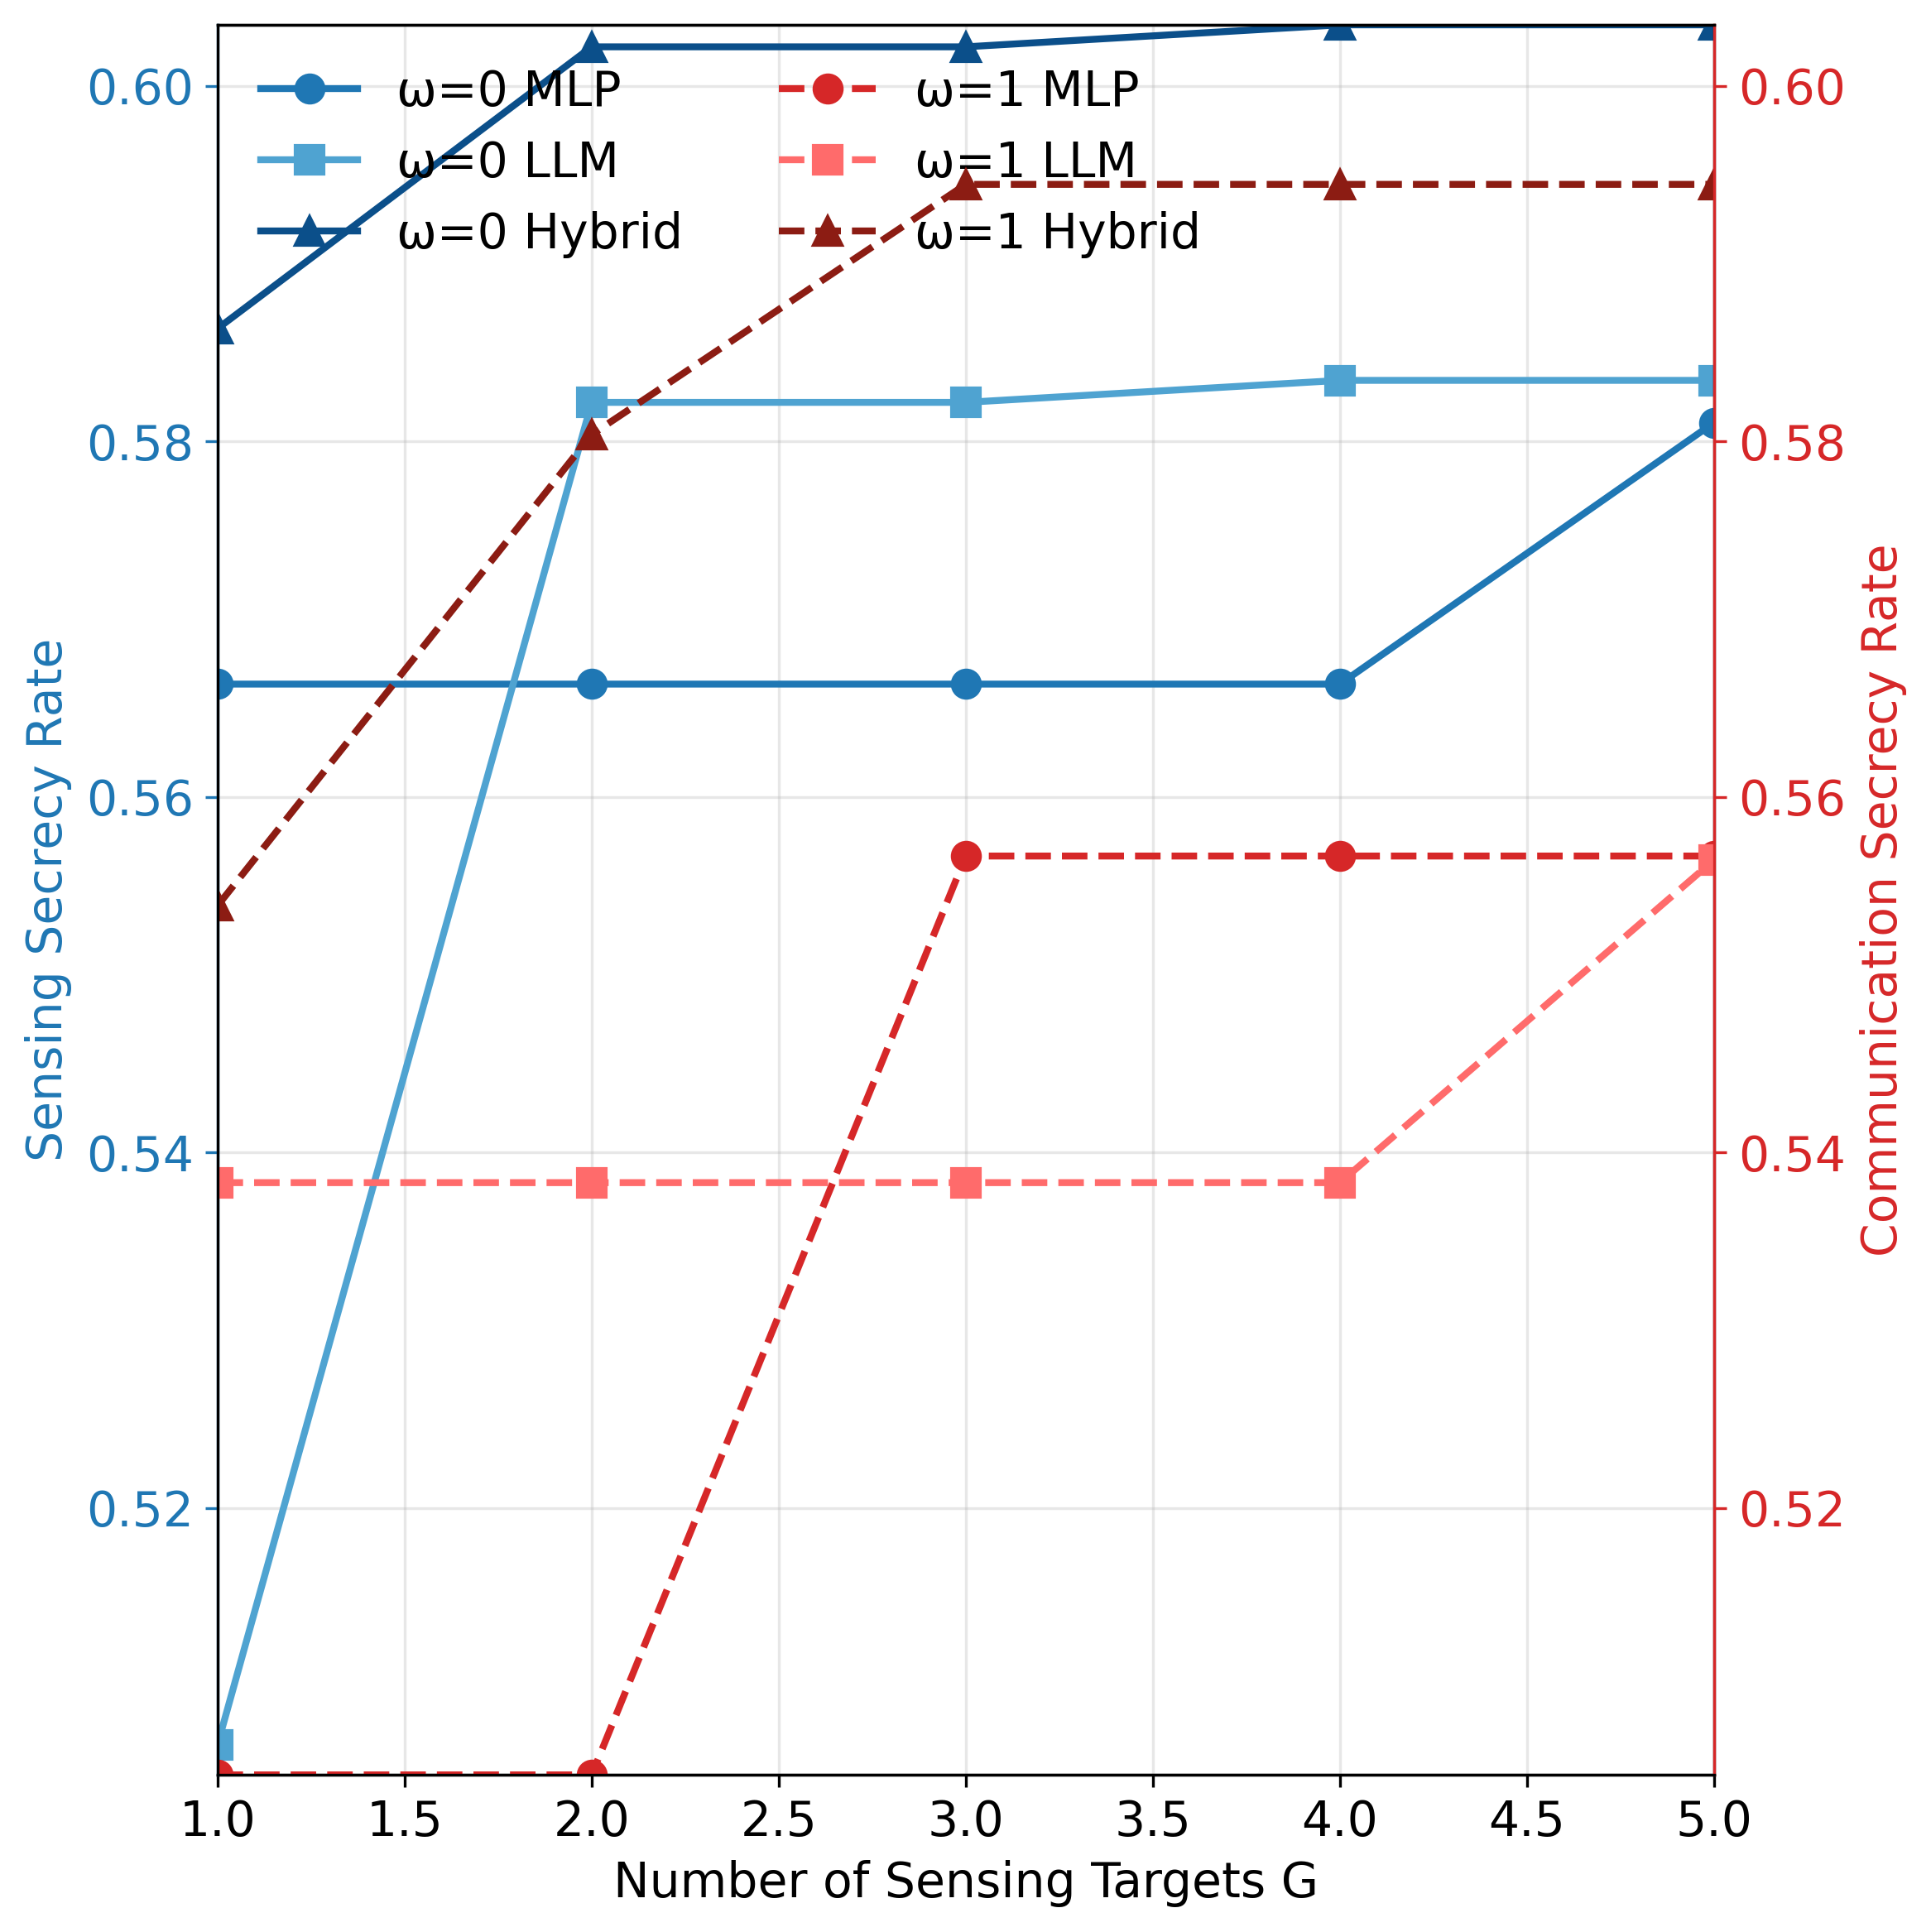 ω=0 MLP
ω=0 LLM
ω=0 Hybrid
ω=1 MLP
ω=1 LLM
ω=1 Hybrid
Sensing Secrecy Rate
0.60
0.58
0.56
0.54
0.52
0.60
0.58
0.56
0.54
0.52
Communication Secrecy Rate
1.0 1.5 2.0 2.5 3.0 3.5 4.0 4.5 5.0
Number of Sensing Targets G